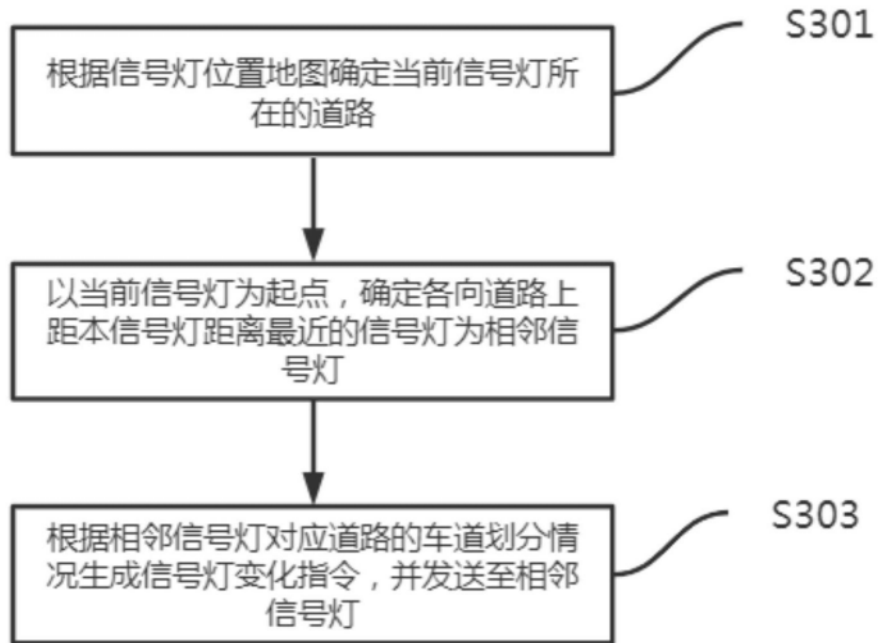 S301
根据信号灯位置地图确定当前信号灯所
在的道路
S302
以当前信号灯为起点，确定各向道路上
距本信号灯距离最近的信号灯为相邻信
号灯
S303
根据相邻信号灯对应道路的车道划分情
况生成信号灯变化指令，并发送至相邻
信号灯